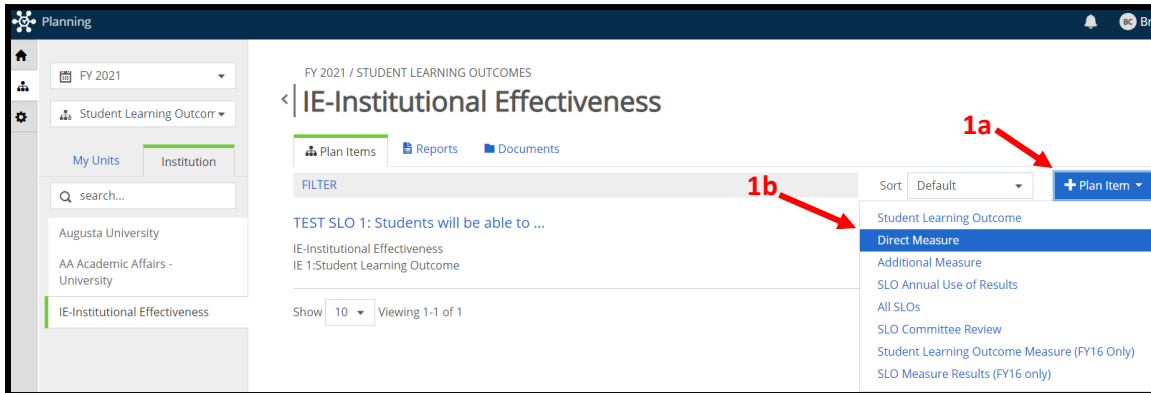 Planning
BC Br
FY 2021
Student Learning Outcom
My Units
Institution
search...
Augusta University
AA Academic Affairs -
University
IE-Institutional Effectiveness
FY 2021 / STUDENT LEARNING OUTCOMES
IE-Institutional Effectiveness
Plan Items
Reports
Documents
1a
FILTER
1b
Sort Default
+ Plan Item
TEST SLO 1: Students will be able to ...
IE-Institutional Effectiveness
IE 1:Student Learning Outcome
Show 10 Viewing 1-1 of 1
Student Learning Outcome
Direct Measure
Additional Measure
SLO Annual Use of Results
All SLOs
SLO Committee Review
Student Learning Outcome Measure (FY16 Only)
SLO Measure Results (FY16 only)